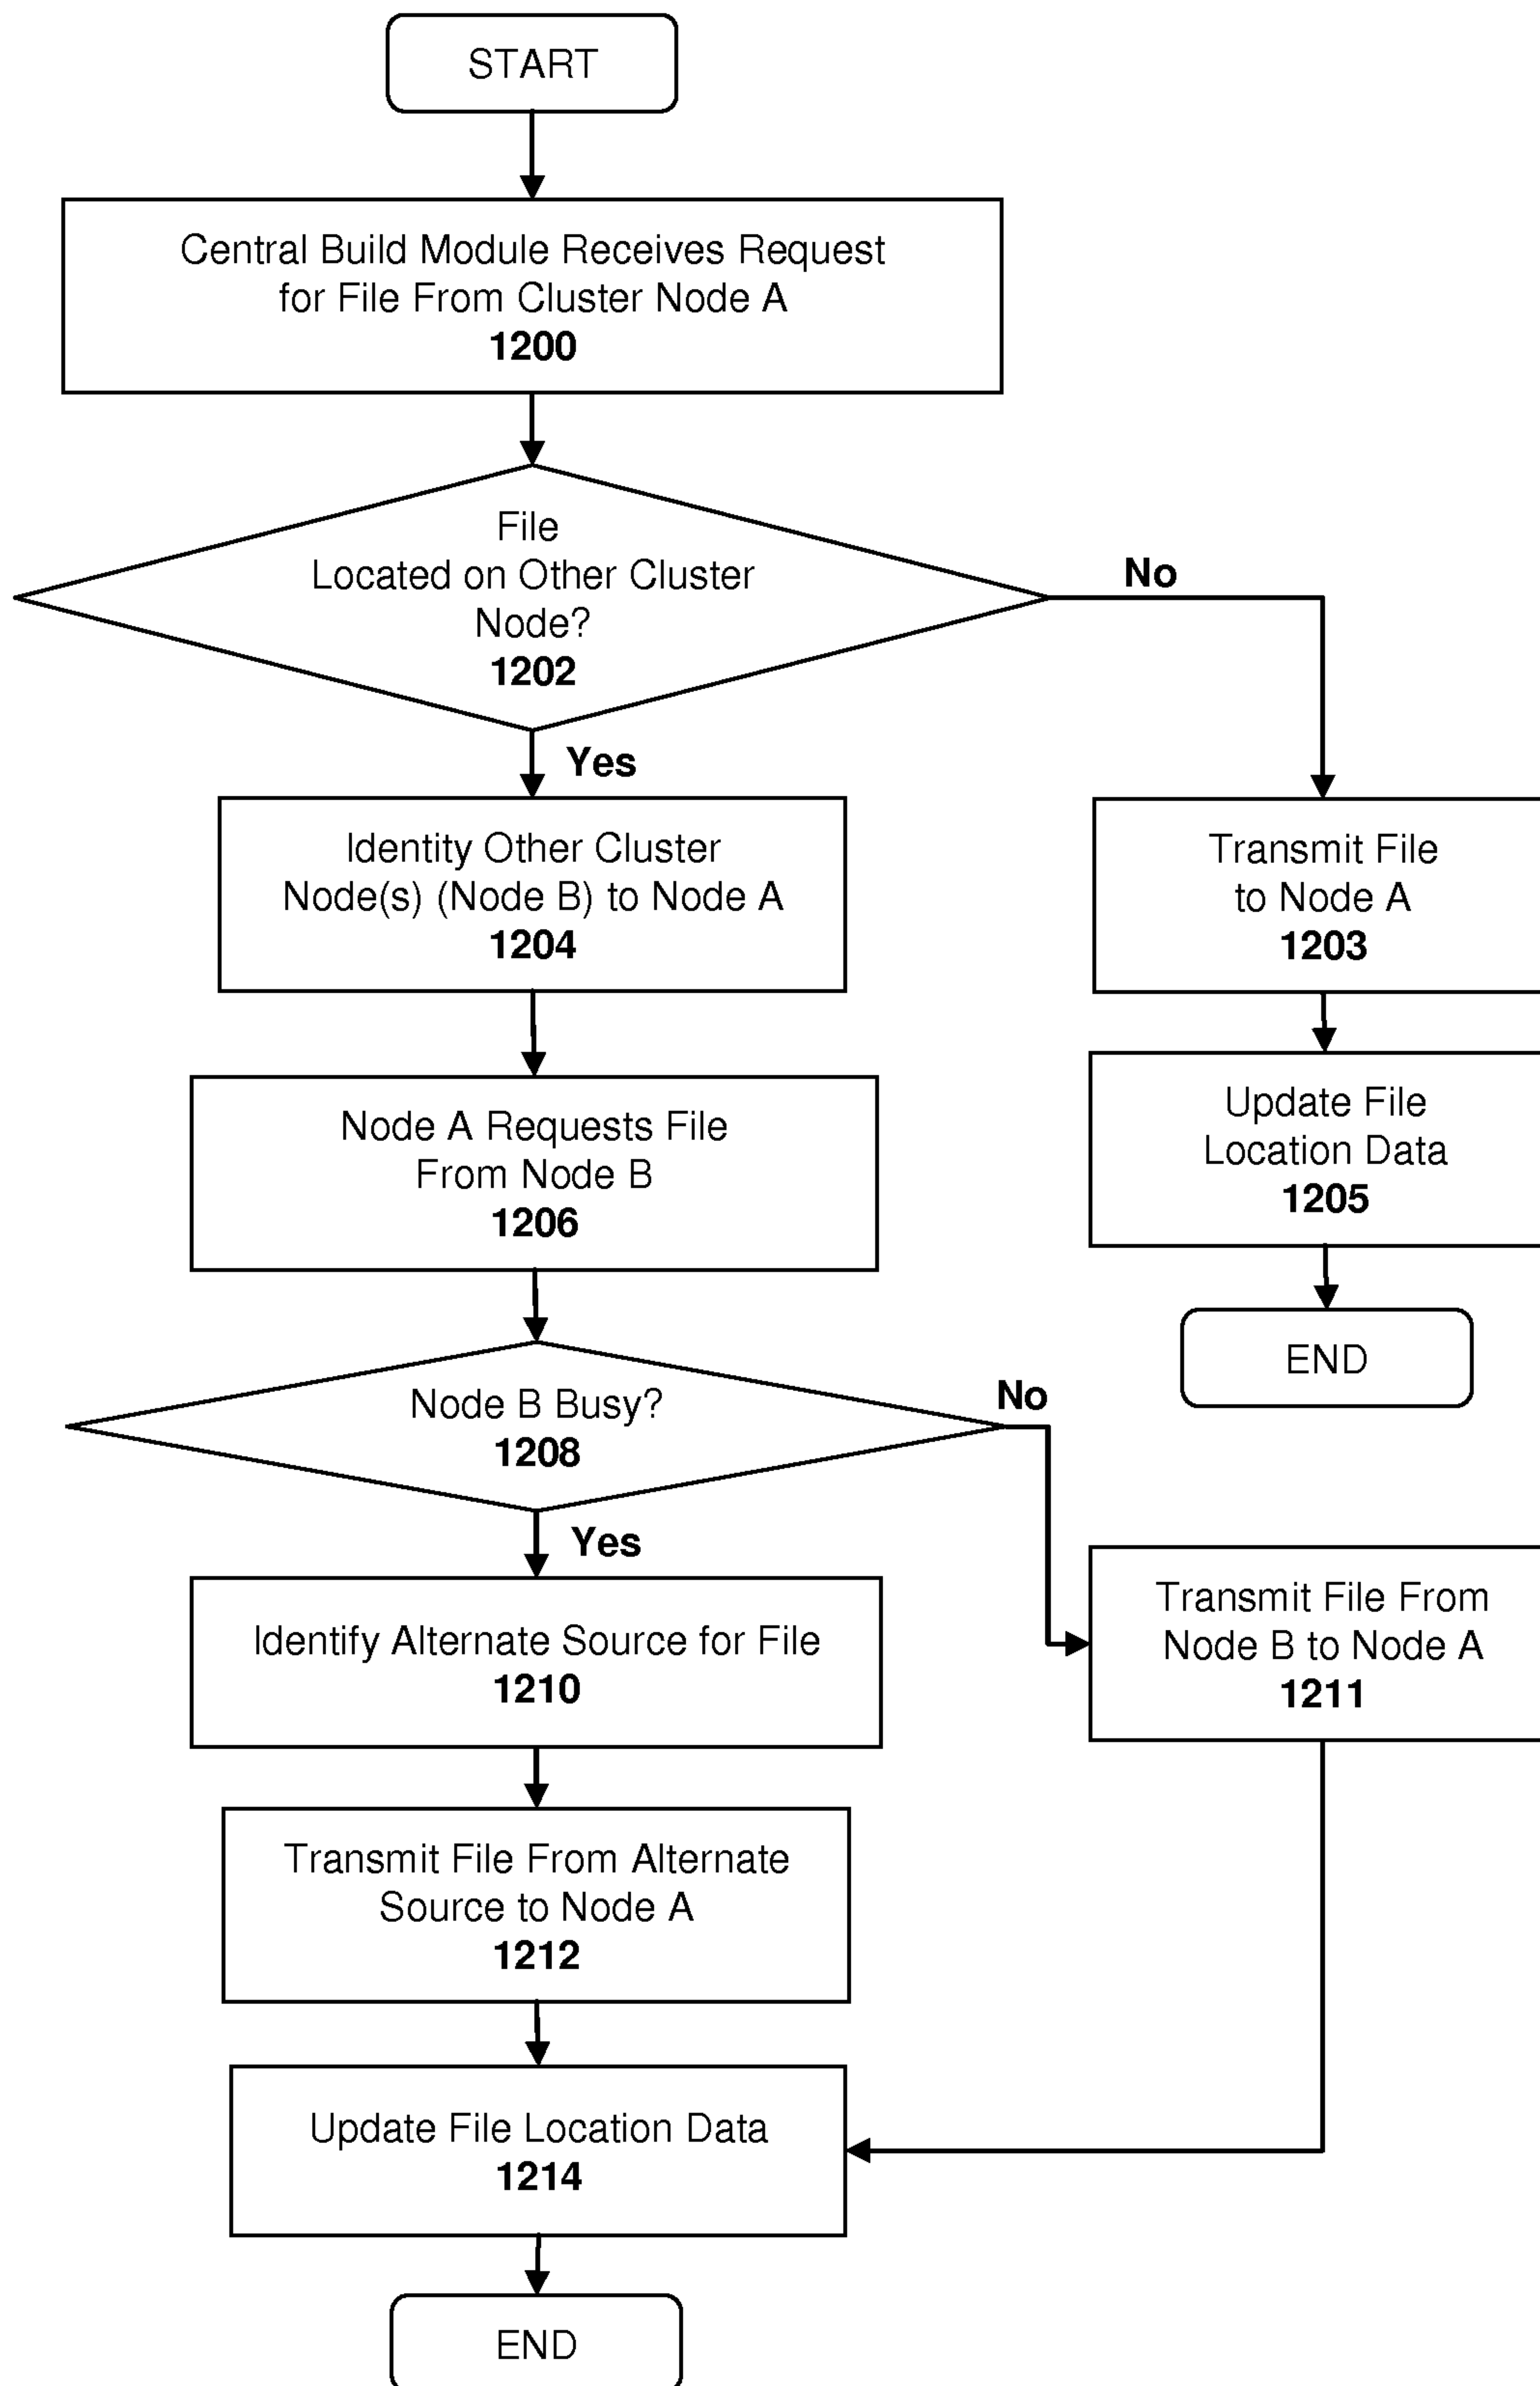 START
Central Build Module Receives Request
for File From Cluster Node A
1200
File
Located on Other Cluster
Node?
1202
No
Yes
Identity Other Cluster
Node(s) (Node B) to Node A
1204
Transmit File
to Node A
1203
Node A Requests File
From Node B
1206
Update File
Location Data
1205
END
Node B Busy?
1208
No
Yes
Identify Alternate Source for File
1210
Transmit File From
Node B to Node A
1211
Transmit File From Alternate
Source to Node A
1212
Update File Location Data
1214
END